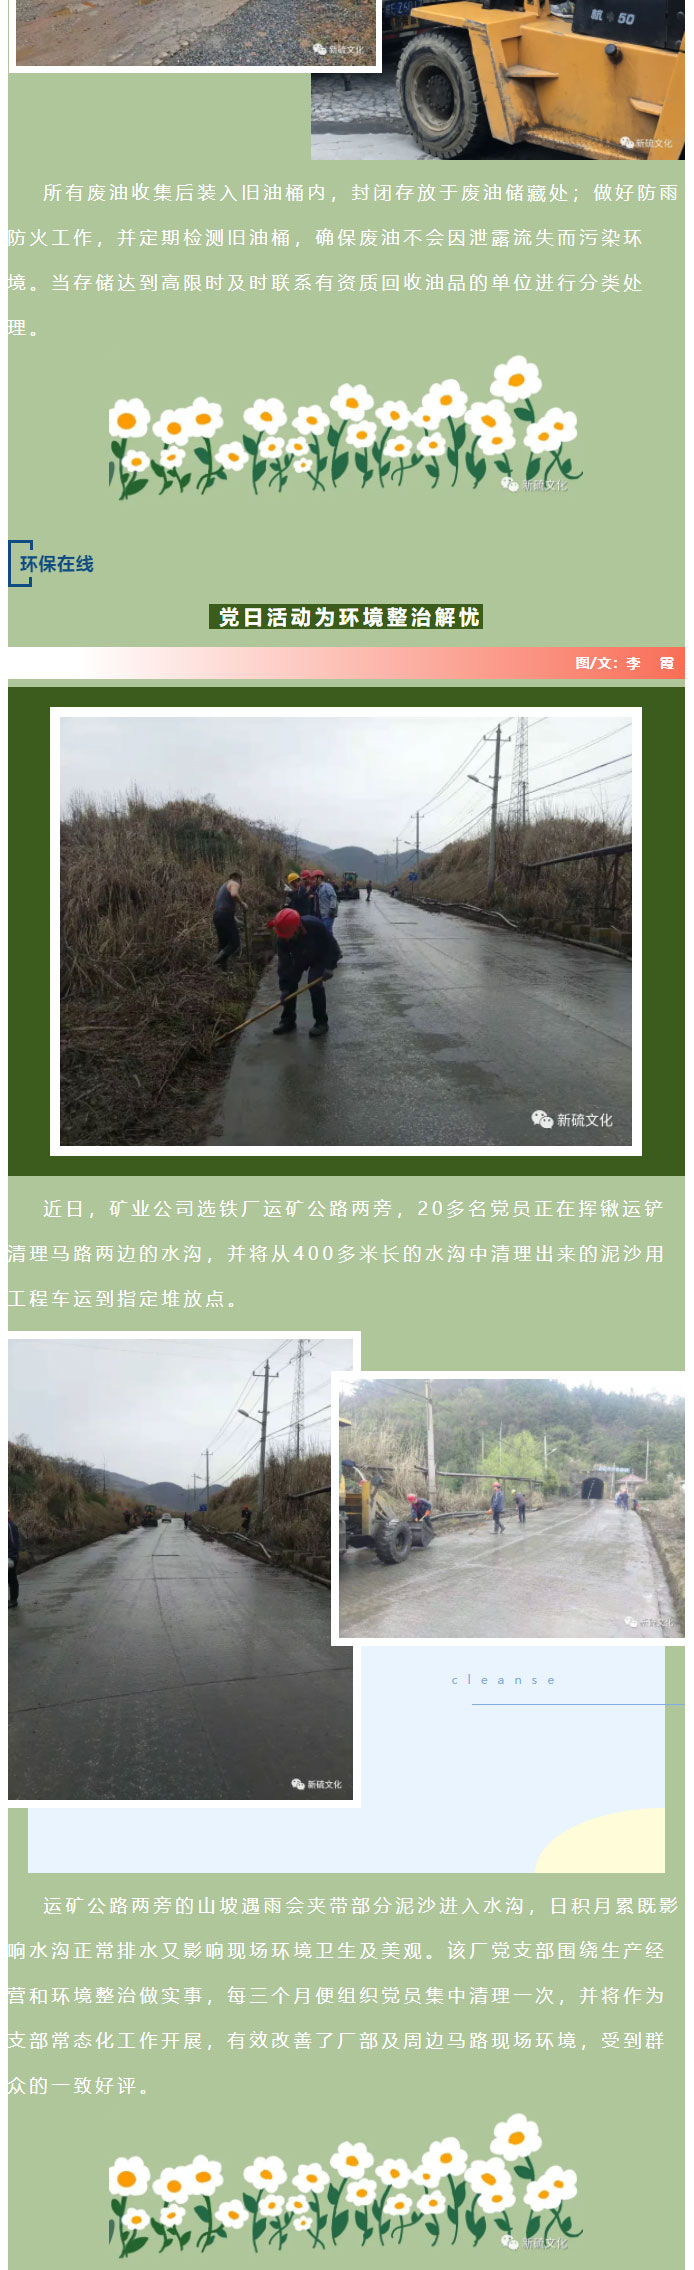 杭 50
新硫文化
新硫文化
所有废油收集后装入旧油桶内，封闭存放于废油储藏处；做好防雨
防火工作，并定期检测旧油桶，确保废油不会因泄露流失而污染环
境。当存储达到高限时及时联系有资质回收油品的单位进行分类处
理。
新硫文化
环保在线
党日活动为环境整治解忧
图/文：李　霞
新硫文化
近日，矿业公司选铁厂运矿公路两旁，20多名党员正在挥锹运铲
清理马路两边的水沟，并将从400多米长的水沟中清理出来的泥沙用
工程车运到指定堆放点。
新硫文化
cleanse
新硫文化
运矿公路两旁的山坡遇雨会夹带部分泥沙进入水沟，日积月累既影
响水沟正常排水又影响现场环境卫生及美观。该厂党支部围绕生产经
营和环境整治做实事，每三个月便组织党员集中清理一次，并将作为
支部常态化工作开展，有效改善了厂部及周边马路现场环境，受到群
众的一致好评。
新硫文化